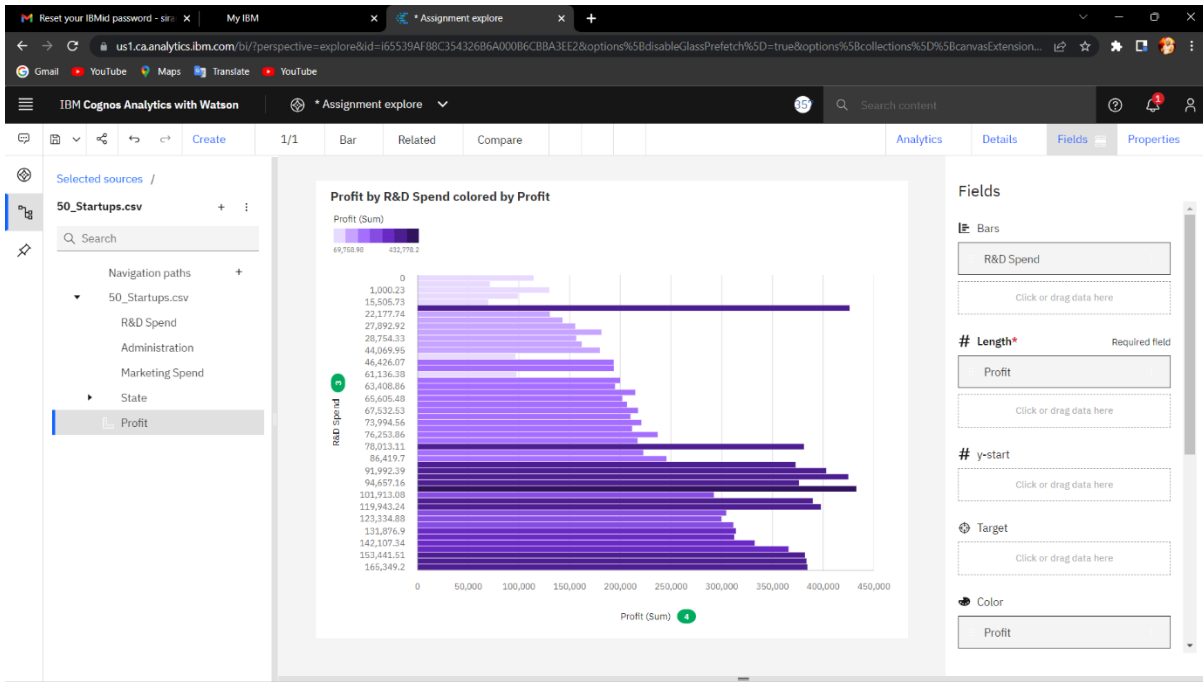 Reset your IBMid password - sira
My IBM
* Assignment explore
us1.ca.analytics.ibm.com/bi/?perspective=explore&id=i65539AF88C354326B6A000B6CBBA3EE2&options%5BdisableGlassPrefetch%5D=true&options%5Bcollections%5D%5BcanvasExtension...
Gmail YouTube Maps Translate YouTube
IBM Cognos Analytics with Watson
* Assignment explore
35
Search content
1
Create
1/1
Bar
Related
Compare
Analytics
Details
Fields
Properties
Selected sources /
50_Startups.csv
Search
Navigation paths
50_Startups.csv
R&D Spend
Administration
Marketing Spend
State
Profit
Profit by R&D Spend colored by Profit
Profit (Sum)
69,758.98 432,778.2
R&D Spend 3
0
1,000.23
15,505.73
22,177.74
27,892.92
28,754.33
44,069.95
46,426.07
61,136.38
63,408.86
65,605.48
67,532.53
73,994.56
76,253.86
78,013.11
86,419.7
91,992.39
94,657.16
101,913.08
119,943.24
123,334.88
131,876.9
142,107.34
153,441.51
165,349.2
0 50,000 100,000 150,000 200,000 250,000 300,000 350,000 400,000 450,000
Profit (Sum) 4
Fields
Bars
R&D Spend
Click or drag data here
# Length* Required field
Profit
Click or drag data here
# y-start
Click or drag data here
Target
Click or drag data here
Color
Profit